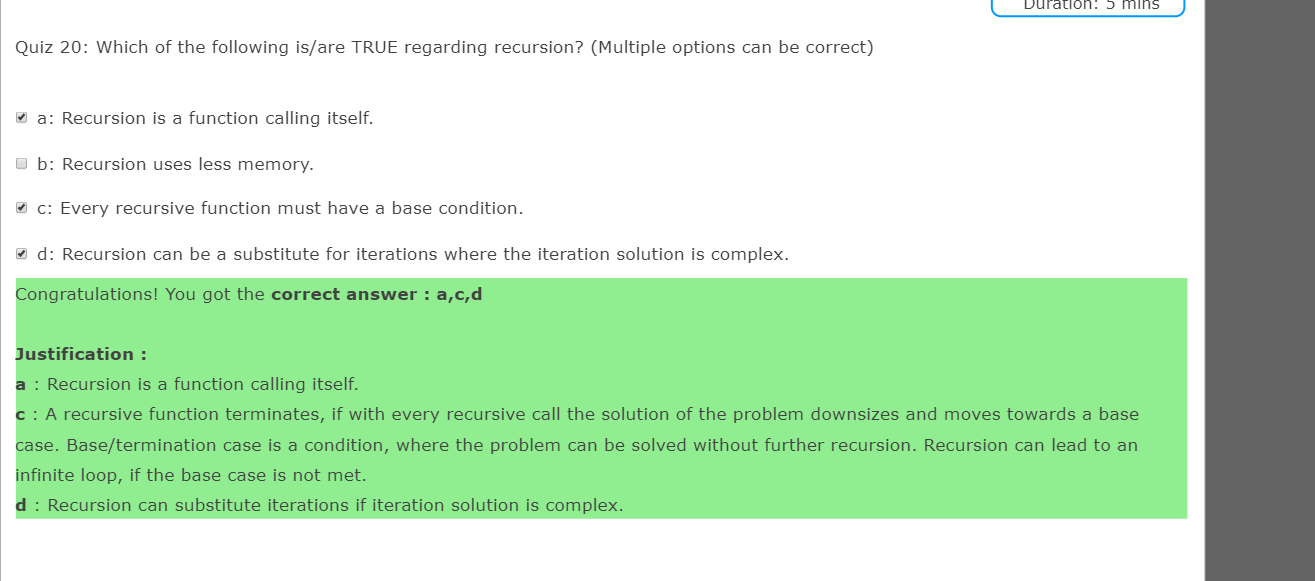 Duration: 5 mins
Quiz 20: Which of the following is/are TRUE regarding recursion? (Multiple options can be correct)
a: Recursion is a function calling itself.
b: Recursion uses less memory.
c: Every recursive function must have a base condition.
d: Recursion can be a substitute for iterations where the iteration solution is complex.
Congratulations! You got the correct answer : a,c,d
Justification :
a : Recursion is a function calling itself.
c : A recursive function terminates, if with every recursive call the solution of the problem downsizes and moves towards a base
case. Base/termination case is a condition, where the problem can be solved without further recursion. Recursion can lead to an
infinite loop, if the base case is not met.
d : Recursion can substitute iterations if iteration solution is complex.